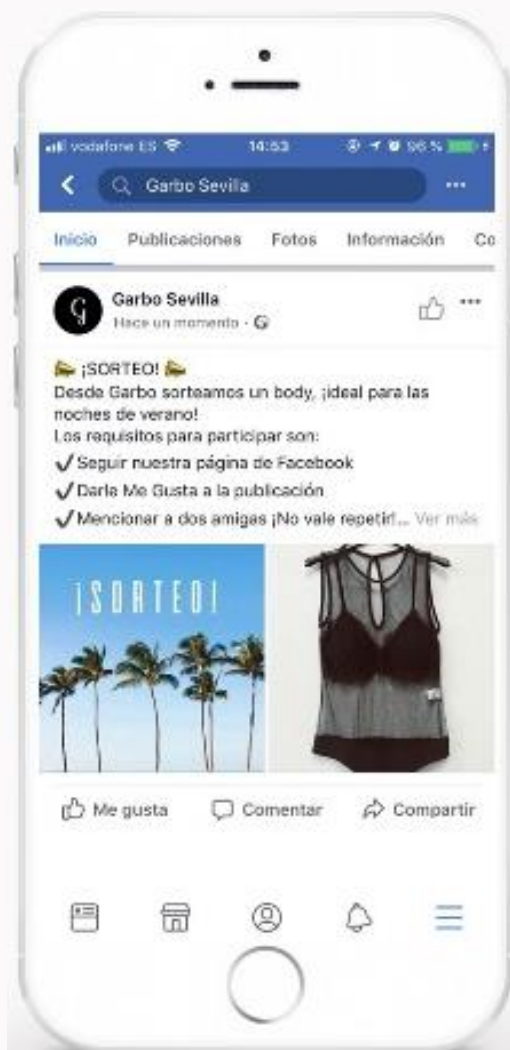 vodafone ES 14:53 96 %
Garbo Sevilla
Inicio Publicaciones Fotos Información Co
Garbo Sevilla
Hace un momento
¡SORTEO!
Desde Garbo sorteamos un body, ¡ideal para las
noches de verano!
Los requisitos para participar son:
✓Seguir nuestra página de Facebook
✓Darle Me Gusta a la publicación
✓Mencionar a dos amigas ¡No vale repetir!... Ver más
¡SORTEO!
Me gusta Comentar Compartir